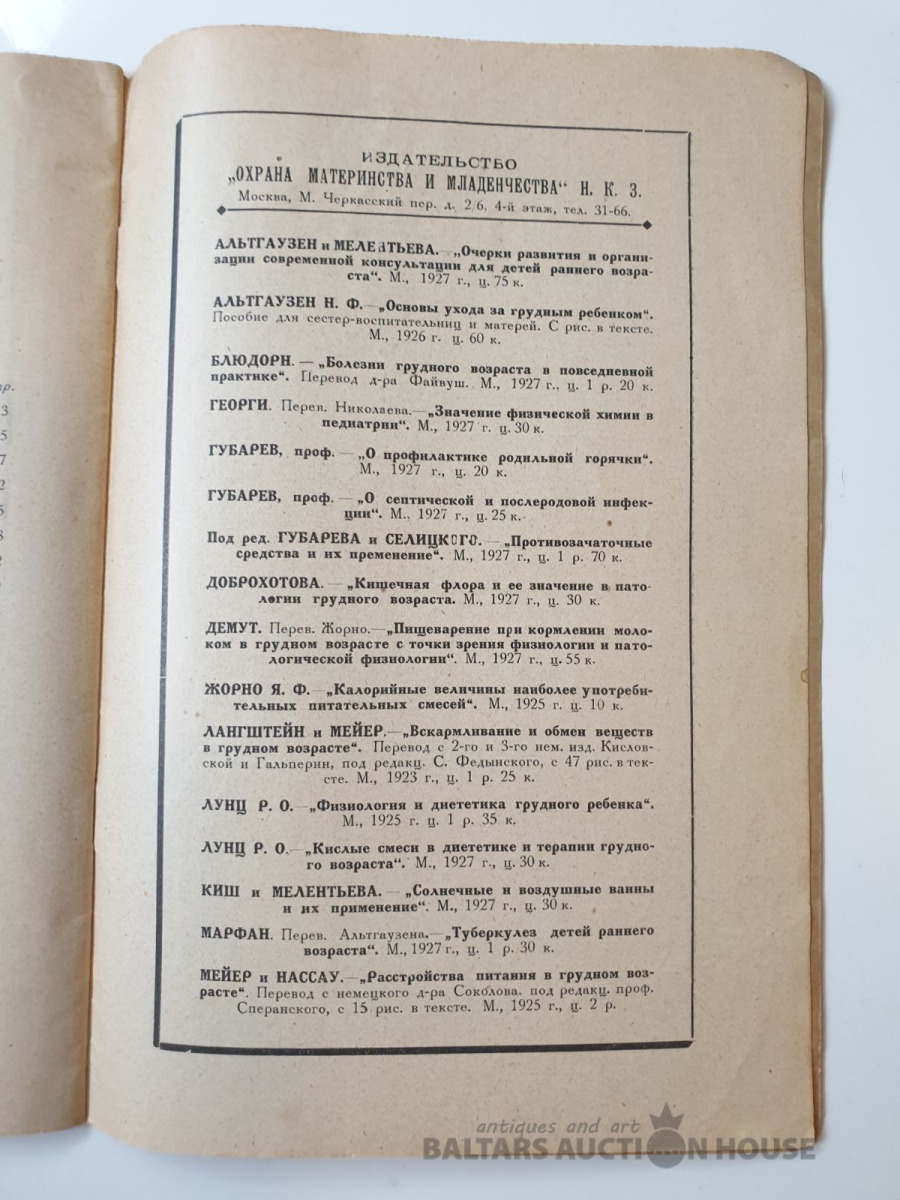 ИЗДАТЕЛЬСТВО
„ОХРАНА МАТЕРИНСТВА И МЛАДЕНЧЕСТВА“ Н. К. З.
Москва, М. Черкасский пер. д. 2/6. 4-й этаж, тел. 31-66.
АЛЬТГАУЗЕН и МЕЛЕНТЬЕВА.—„Очерки развития и органи-
зации современной консультации для детей раннего возра-
ста“. М., 1927 г., ц. 75 к.
АЛЬТГАУЗЕН Н. Ф.—„Основы ухода за грудным ребенком“.
Пособие для сестер-воспитательниц и матерей. С рис. в тексте.
М., 1926 г. ц. 60 к.
БЛЮДОРН. — „Болезни грудного возраста в повседневной
практике“. Перевод д-ра Файвуш. М., 1927 г., ц. 1 р. 20 к.
ГЕОРГИ. Перев. Николаева.—„Значение физической химии в
педиатрии“. М., 1927 г. ц. 30 к.
ГУБАРЕВ, проф. — „О профилактике родильной горячки“.
М., 1927 г., ц. 20 к.
ГУБАРЕВ, проф. — „О септической и послеродовой инфек-
ции“. М., 1927 г., ц. 25 к.
Под ред. ГУБАРЕВА и СЕЛИЦКОГО. — „Противозачаточные
средства и их пременение“. М., 1927 г., ц. 1 р. 70 к.
ДОБРОХОТОВА. — „Кишечная флора и ее значение в пато-
логии грудного возраста. М., 1927 г., ц. 30 к.
ДЕМУТ. Перев. Жорно.—„Пищеварение при кормлении моло-
ком в грудном возрасте с точки зрения физиологии и пато-
логической физиологии“. М., 1927 г., ц. 55 к.
ЖОРНО Я. Ф.—„Калорийные величины наиболее употреби-
тельных питательных смесей“. М., 1925 г. ц. 10 к.
ЛАНГШТЕЙН и МЕЙЕР.—„Вскармливание и обмен веществ
в грудном возрасте“. Перевод с 2-го и 3-го нем. изд. Кислов-
ской и Гальперин, под редакц. С. Федынского, с 47 рис. в тек-
сте. М., 1923 г., ц. 1 р. 25 к.
ЛУНЦ Р. О.—„Физиология и диететика грудного ребенка“.
М., 1925 г. ц. 1 р. 35 к.
ЛУНЦ Р. О.—„Кислые смеси в диететике и терапии грудно-
го возраста“. М., 1927 г., ц. 30 к.
КИШ и МЕЛЕНТЬЕВА. — „Солнечные и воздушные ванны
и их применение“. М., 1927 г., ц. 30 к.
МАРФАН. Перев. Альтгаузена.—„Туберкулез детей раннего
возраста“. М., 1927 г., ц. 1 р. 30 к.
МЕЙЕР и НАССАУ.—„Расстройства питания в грудном воз-
расте“. Перевод с немецкого д-ра Соколова. под редакц. проф.
Сперанского, с 15 рис. в тексте. М., 1925 г., ц. 2 р.
antiques and art
BALTARS AUCTION HOUSE